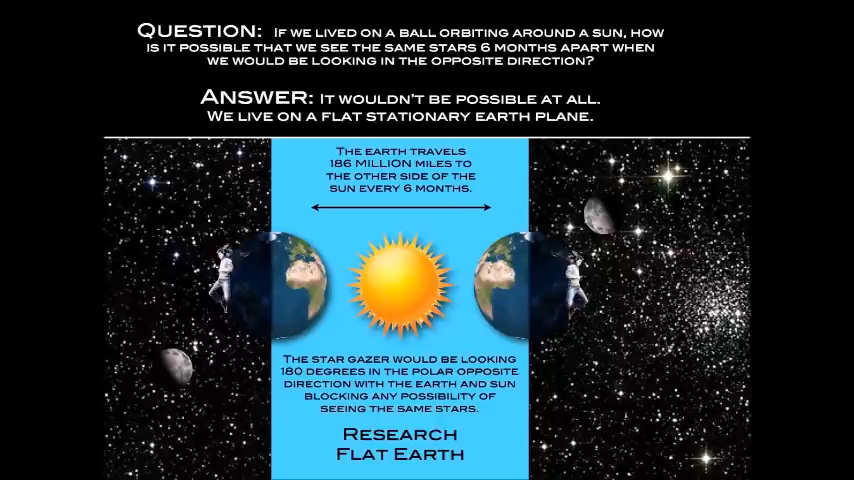 QUESTION: IF WE LIVED ON A BALL ORBITING AROUND A SUN, HOW
IS IT POSSIBLE THAT WE SEE THE SAME STARS 6 MONTHS APART WHEN
WE WOULD BE LOOKING IN THE OPPOSITE DIRECTION?
ANSWER: IT WOULDN'T BE POSSIBLE AT ALL.
WE LIVE ON A FLAT STATIONARY EARTH PLANE.
THE EARTH TRAVELS
186 MILLION MILES TO
THE OTHER SIDE OF THE
SUN EVERY 6 MONTHS.
THE STAR GAZER WOULD BE LOOKING
180 DEGREES IN THE POLAR OPPOSITE
DIRECTION WITH THE EARTH AND SUN
BLOCKING ANY POSSIBILITY OF
SEEING THE SAME STARS.
RESEARCH
FLAT EARTH